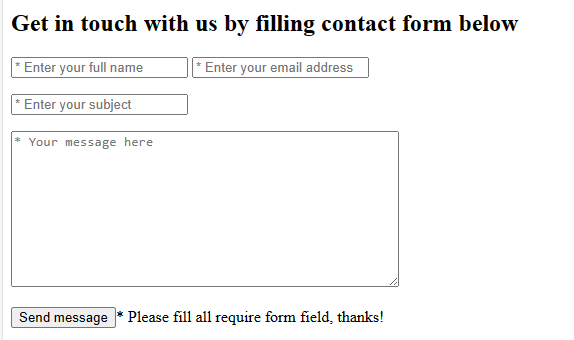 Get in touch with us by filling contact form below
* Enter your full name * Enter your email address
* Enter your subject
* Your message here
Send message* Please fill all require form field, thanks!